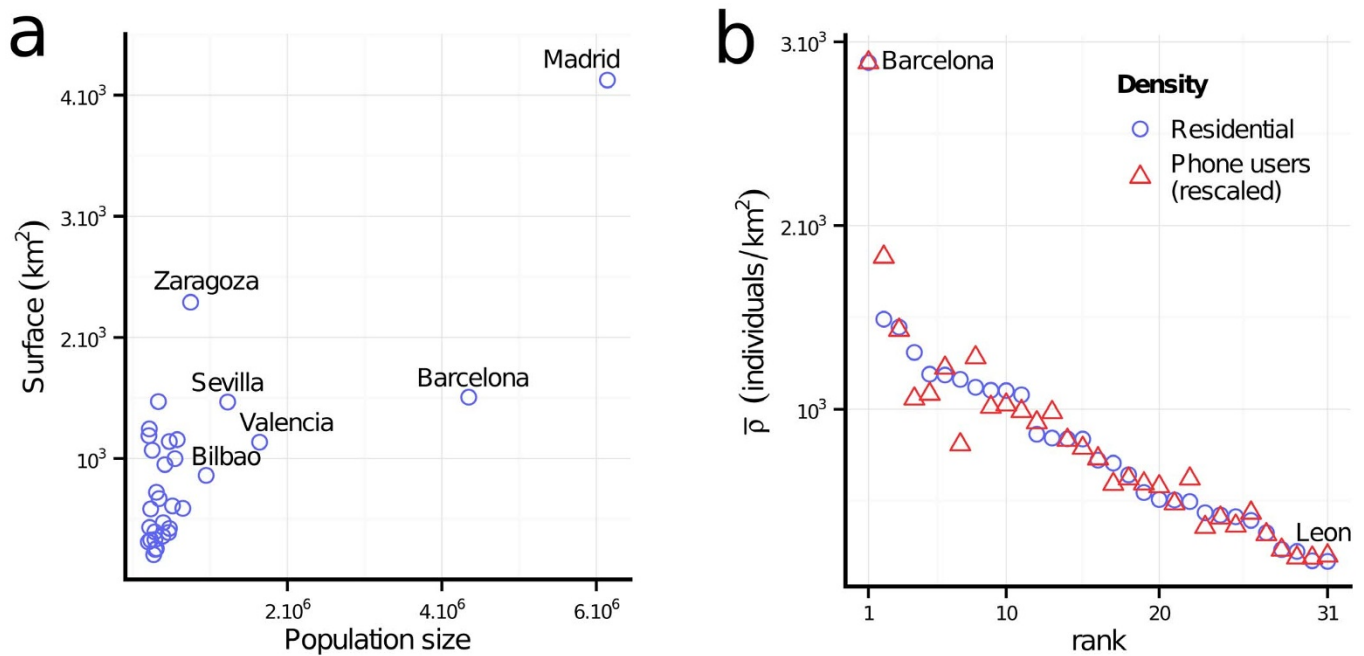 a
Madrid
4.10³
3.10³
Zaragoza
2.10³
Sevilla
Barcelona
Valencia
10³
Bilbao
Surface (km²)
2.10⁶
4.10⁶
6.10⁶
Population size
b
3.10³
Barcelona
Density
Residential
Phone users
(rescaled)
2.10³
10³
Leon
ρ̅ (individuals/km²)
1
10
20
31
rank